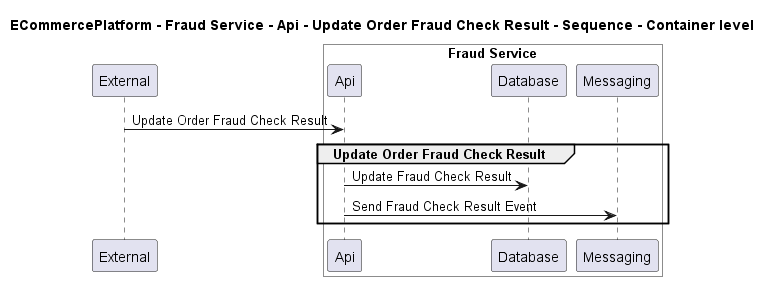 ECommercePlatform - Fraud Service - Api - Update Order Fraud Check Result - Sequence - Container level
Fraud Service
External
Api
Database
Messaging
Update Order Fraud Check Result
Update Order Fraud Check Result
Update Fraud Check Result
Send Fraud Check Result Event
External
Api
Database
Messaging